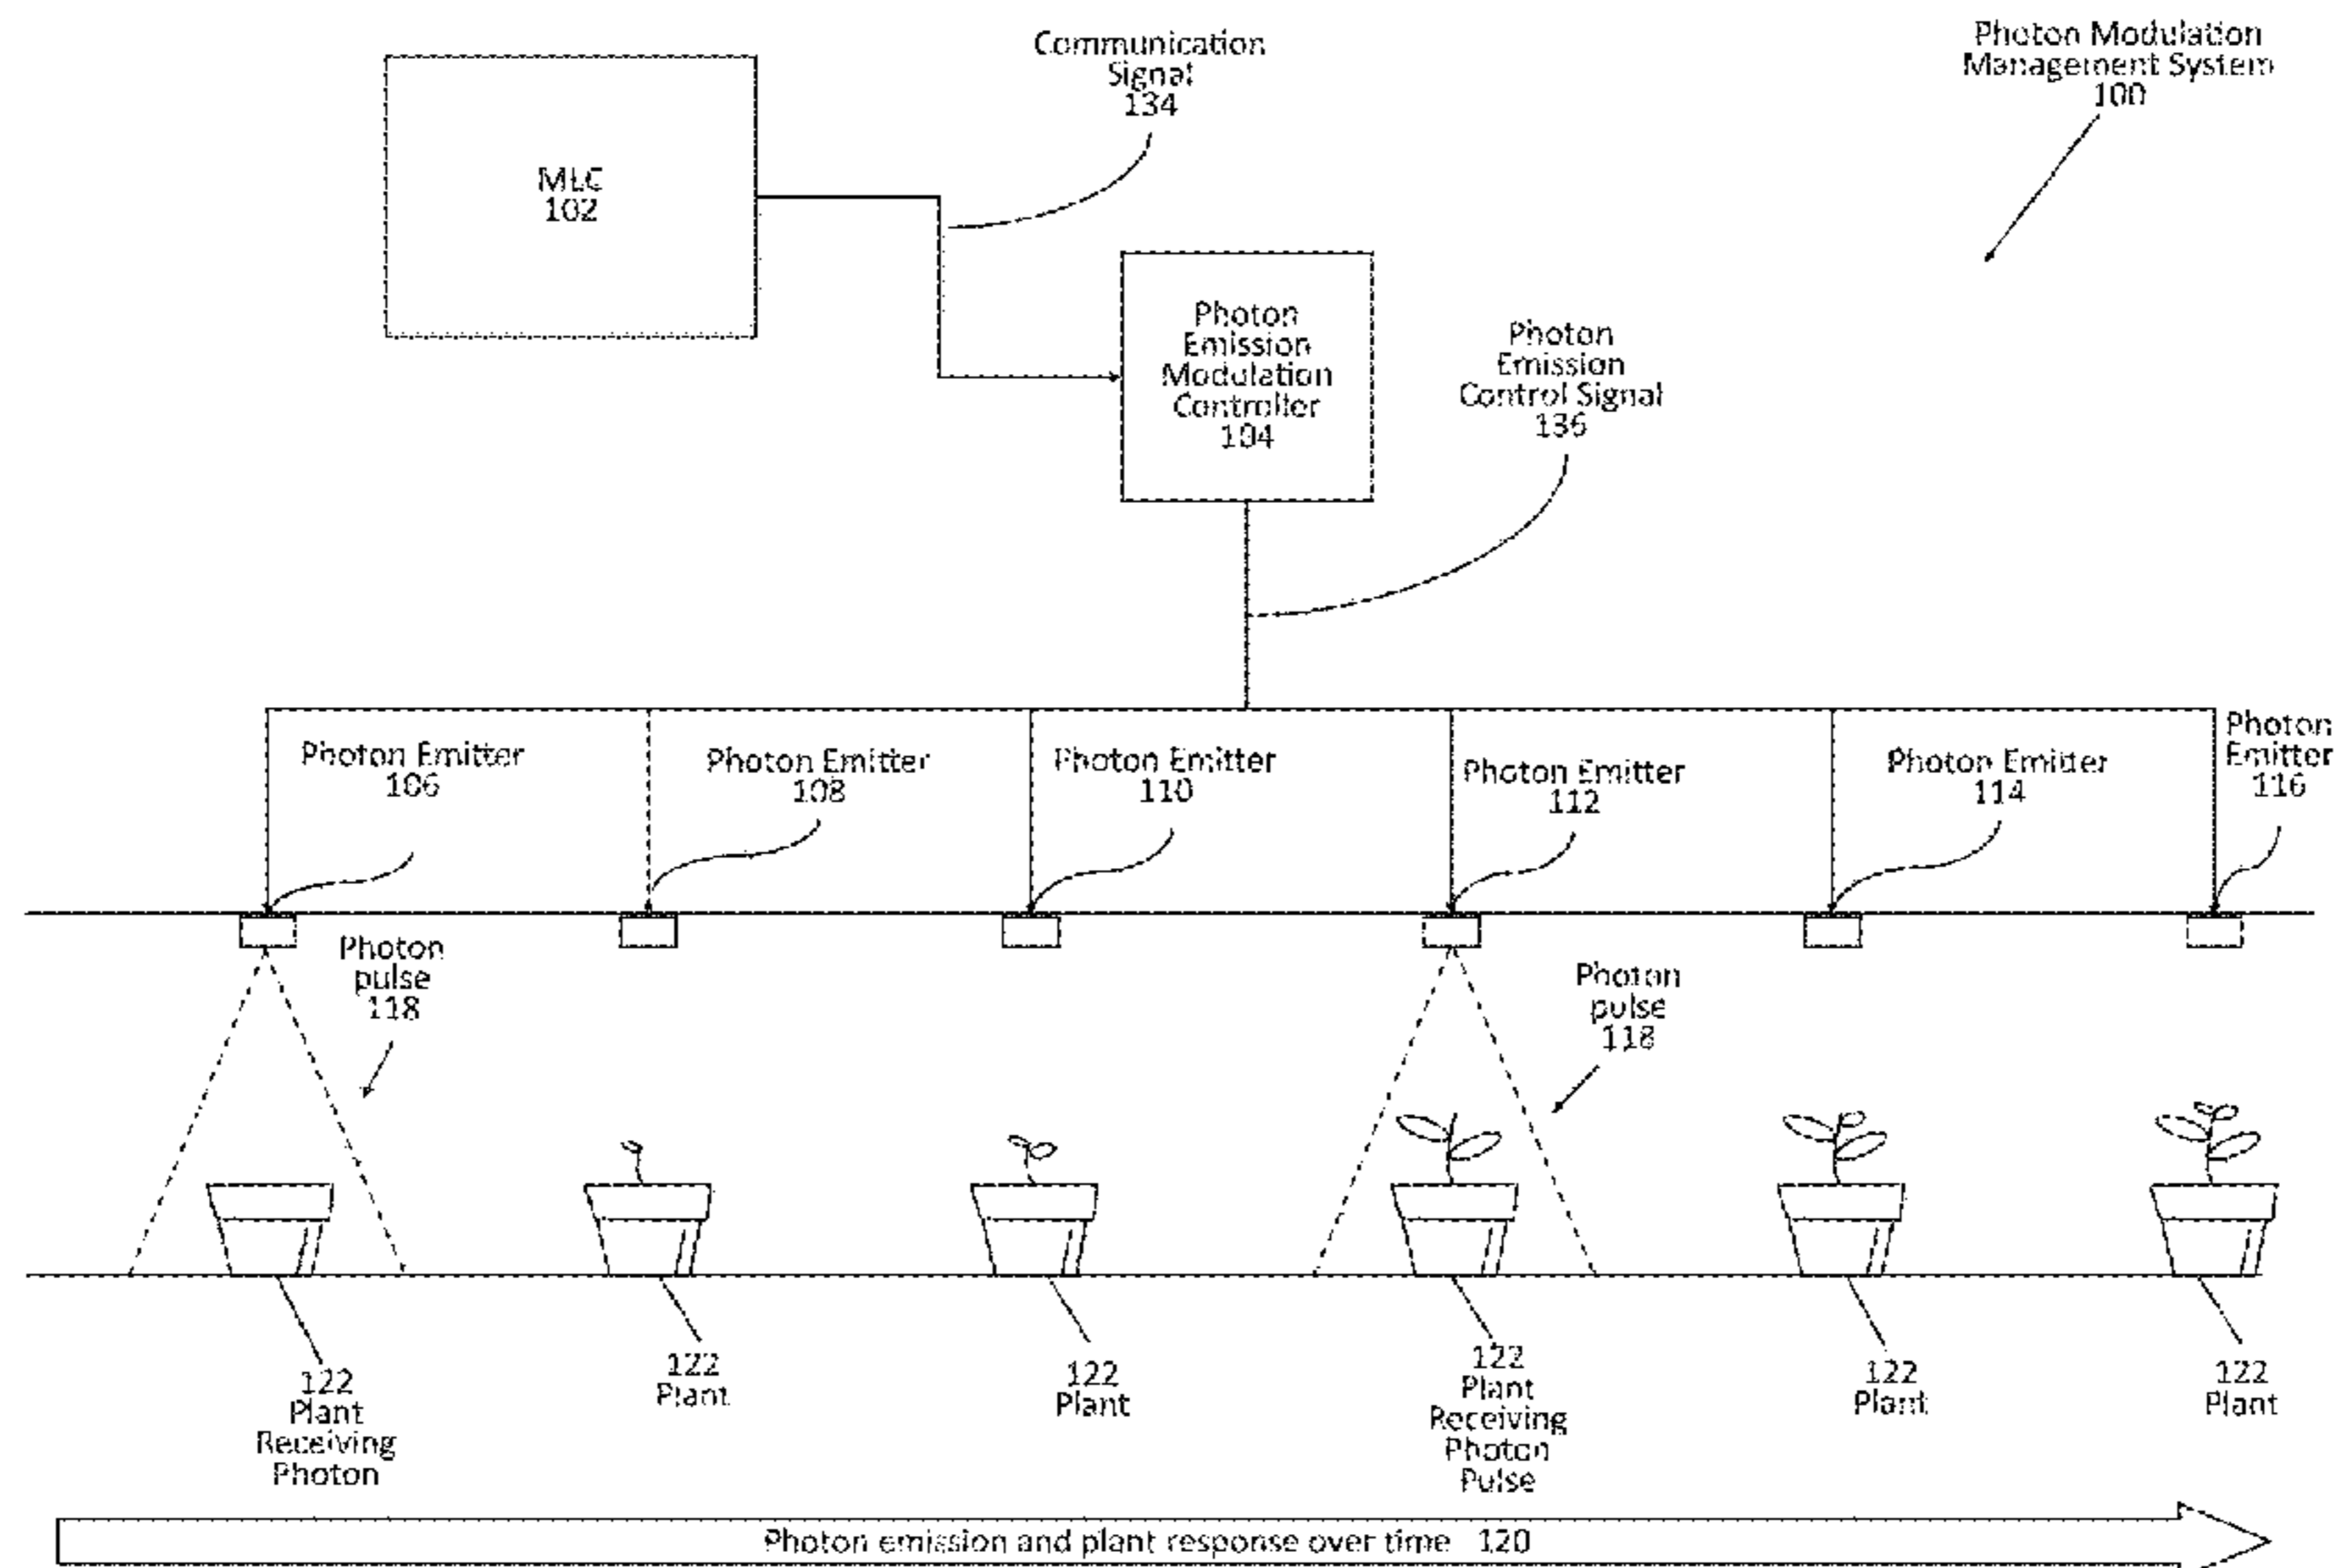 Communication
Signal
134
Photon Modulation
Management System
100
MLC
102
Photon
Emission
Modulation
Controller
104
Photon
Emission
Control Signal
136
Photon Emitter
106
Photon Emitter
108
Photon Emitter
110
Photon Emitter
112
Photon Emitter
114
Photon
Emitter
116
Photon
pulse
118
Photon
pulse
118
122
Plant
Receiving
Photon
122
Plant
122
Plant
122
Plant
Receiving
Photon
Pulse
122
Plant
122
Plant
Photon emission and plant response over time 120